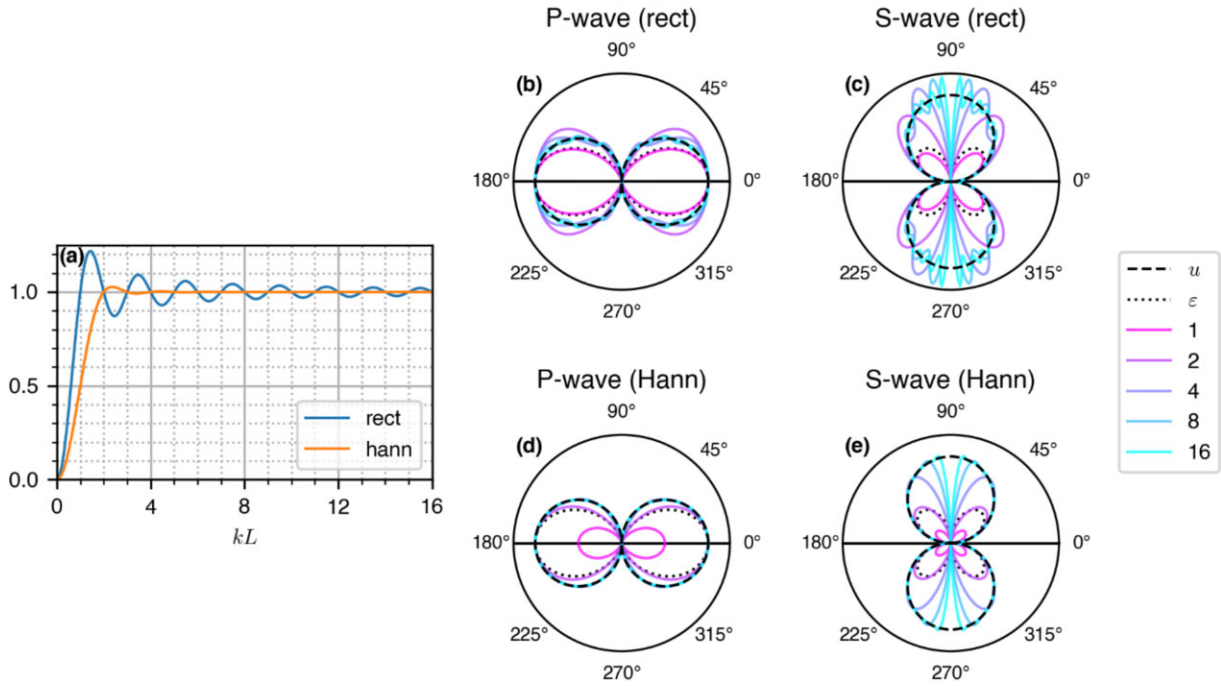 P-wave (rect)
S-wave (rect)
90°
90°
(b)
45°
(c)
45°
180°
0°
180°
0°
225°
315°
225°
315°
270°
270°
(a)
1.0
0.5
0.0
rect
hann
0 4 8 12 16
kL
u
ε
1
2
4
8
16
P-wave (Hann)
S-wave (Hann)
90°
90°
(d)
45°
(e)
45°
180°
0°
180°
0°
225°
315°
225°
315°
270°
270°